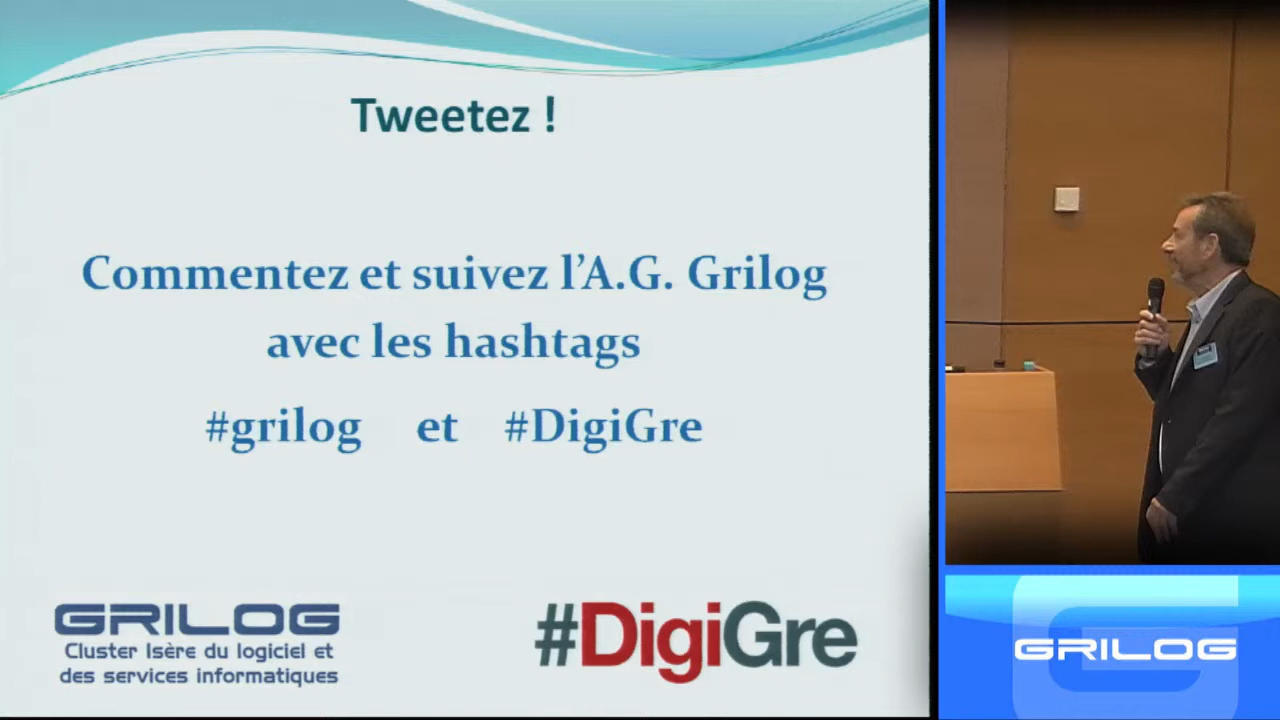 Tweetez !
Commentez et suivez l'A.G. Grilog
avec les hashtags
#grilog et #DigiGre
GRILOG
Cluster Isère du logiciel et
des services informatiques
#DigiGre
GRILOG